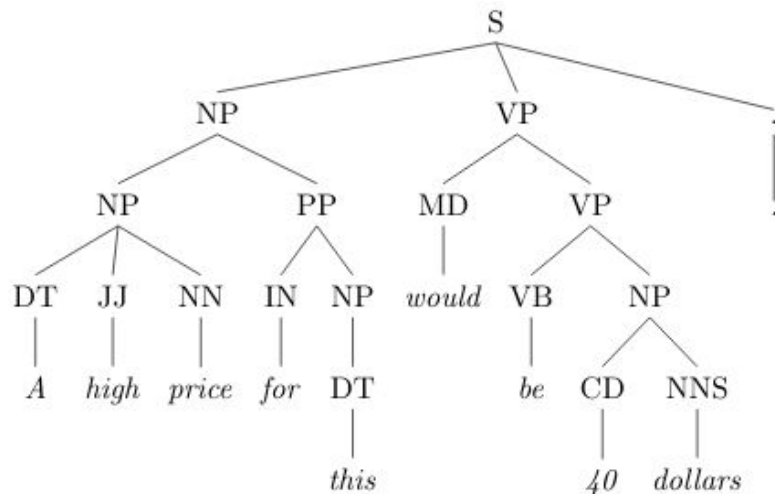 S
NP VP .
NP PP MD VP .
DT JJ NN IN NP would VB NP
A high price for DT be CD NNS
this 40 dollars